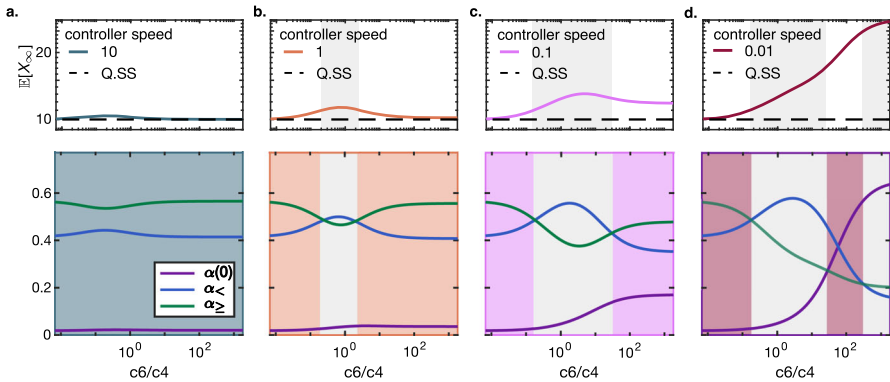 a.
b.
c.
d.
controller speed
10
Q.SS
controller speed
1
Q.SS
controller speed
0.1
Q.SS
controller speed
0.01
Q.SS
𝔼[X∞]
20
10
0.6
0.4
0.2
0
α(0)
α<
α≥
10⁰ 10²
10⁰ 10²
10⁰ 10²
10⁰ 10²
c6/c4
c6/c4
c6/c4
c6/c4